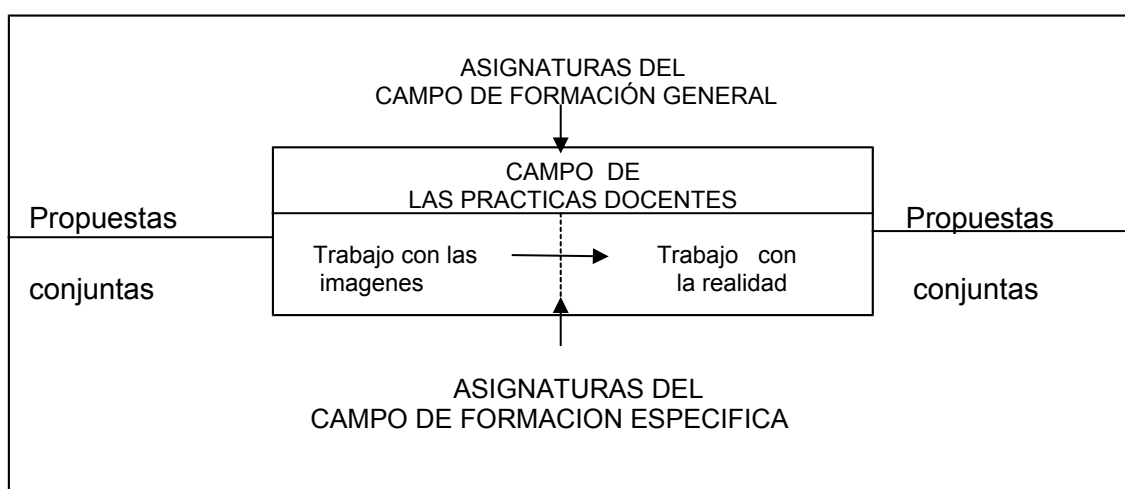 ASIGNATURAS DEL
CAMPO DE FORMACIÓN GENERAL
CAMPO DE
LAS PRACTICAS DOCENTES
Propuestas
conjuntas
Trabajo con las
imagenes
Trabajo con
la realidad
Propuestas
conjuntas
ASIGNATURAS DEL
CAMPO DE FORMACION ESPECIFICA